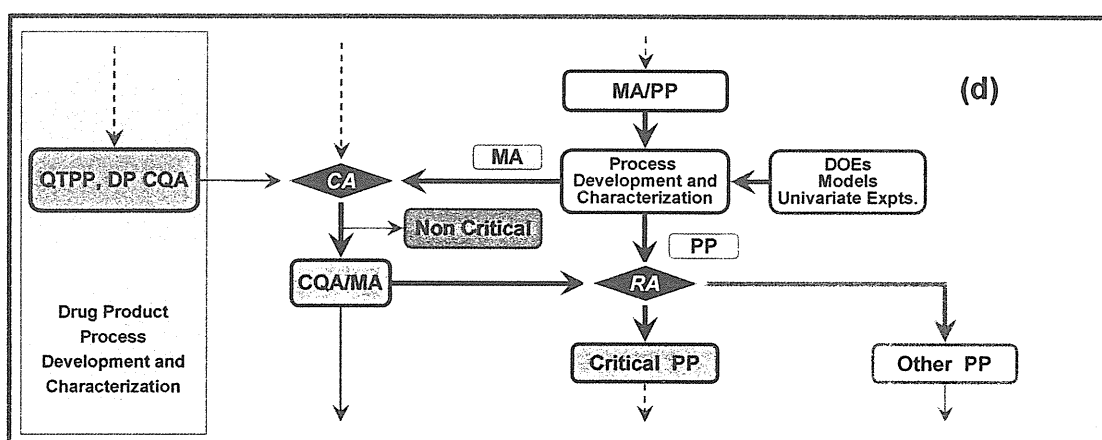 MA/PP
(d)
MA
QTPP, DP CQA
CA
Process
Development and
Characterization
DOEs
Models
Univariate Expts.
Non Critical
PP
CQA/MA
RA
Drug Product
Process
Development and
Characterization
Critical PP
Other PP